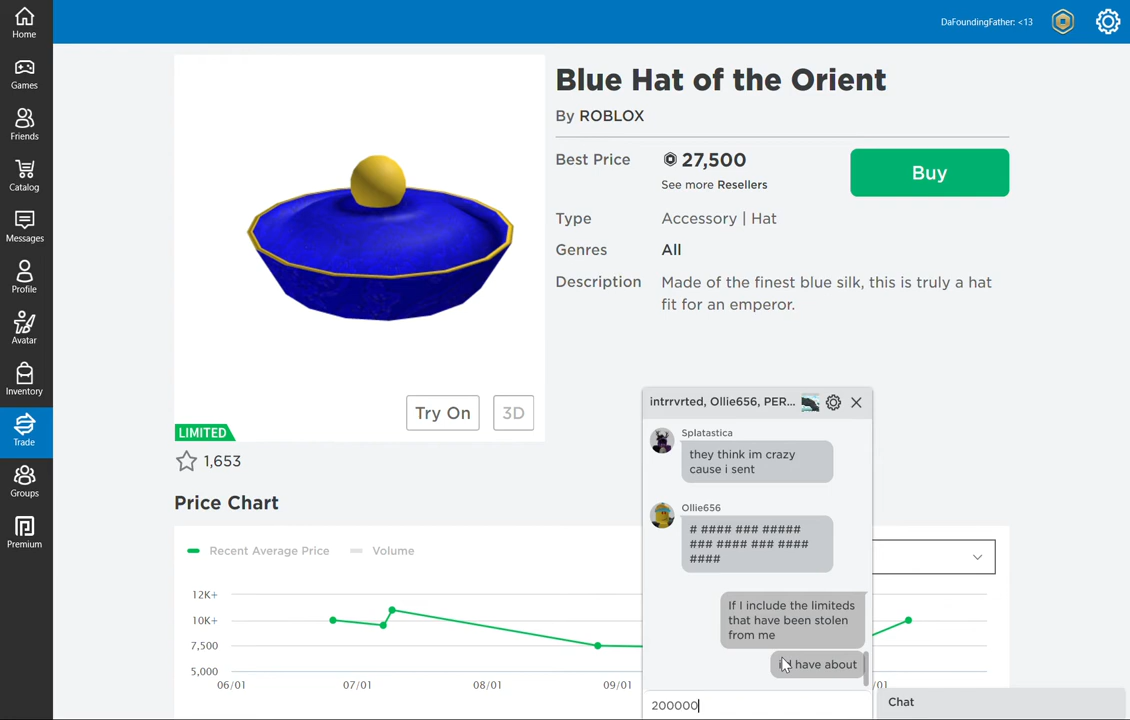 DaFoundingFather: <13
Home
Games
Friends
Catalog
Messages
Profile
Avatar
Inventory
Trade
Groups
Premium
Blue Hat of the Orient
By ROBLOX
Best Price 27,500
See more Resellers
Buy
Type Accessory | Hat
Genres All
Description Made of the finest blue silk, this is truly a hat
fit for an emperor.
Try On
3D
LIMITED
1,653
Price Chart
Recent Average Price Volume
12K+
10K+
7,500
5,000
06/01 07/01 08/01 09/01 /01
intrrvrted, Ollie656, PER...
Splatastica
they think im crazy
cause i sent
Ollie656
# #### ### #####
### #### ### ####
####
If I include the limiteds
that have been stolen
from me
have about
200000
Chat